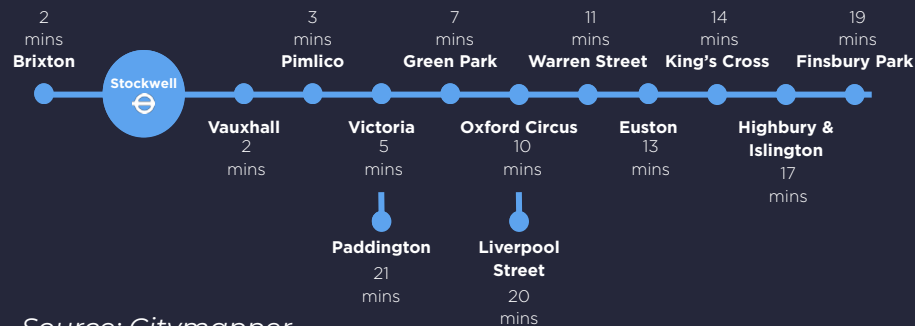 2
mins
Brixton
Stockwell
Vauxhall
2
mins
3
mins
Pimlico
Victoria
5
mins
7
mins
Green Park
Oxford Circus
10
mins
11
mins
Warren Street
Euston
13
mins
14
mins
King's Cross
Highbury &
Islington
17
mins
19
mins
Finsbury Park
Paddington
21
mins
Liverpool
Street
20
mins
Source: Citymapper